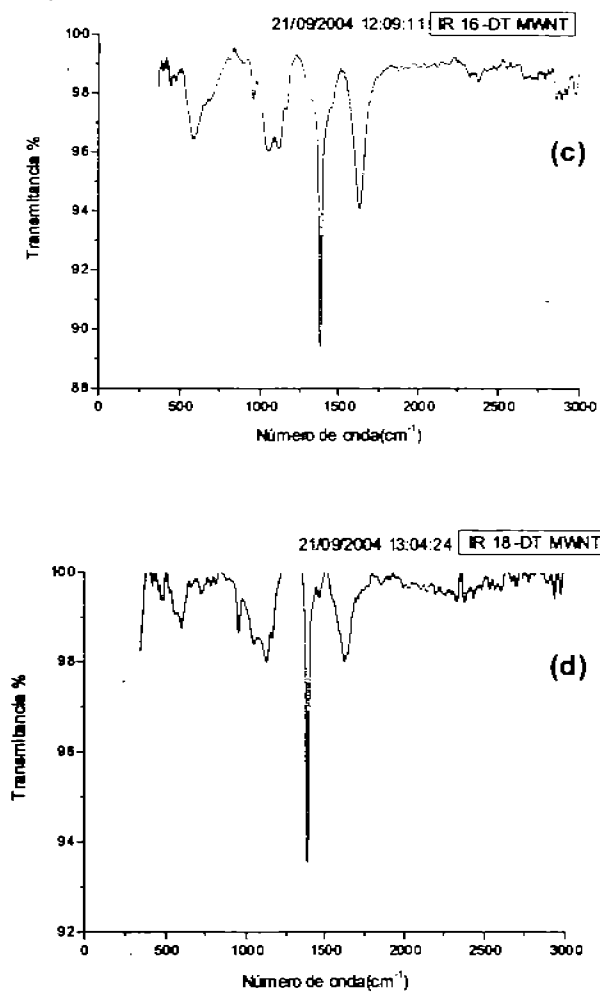 21/09/2004 12:09:11 IR 16-DT MWNT
100
98
96
94
92
90
88
Transmitancia %
(c)
0 500 1000 1500 2000 2500 3000
Número de onda(cm-1)
21/09/2004 13:04:24 IR 18-DT MWNT
100
98
96
94
92
Transmitancia %
(d)
0 500 1000 1500 2000 2500 3000
Número de onda(cm-1)